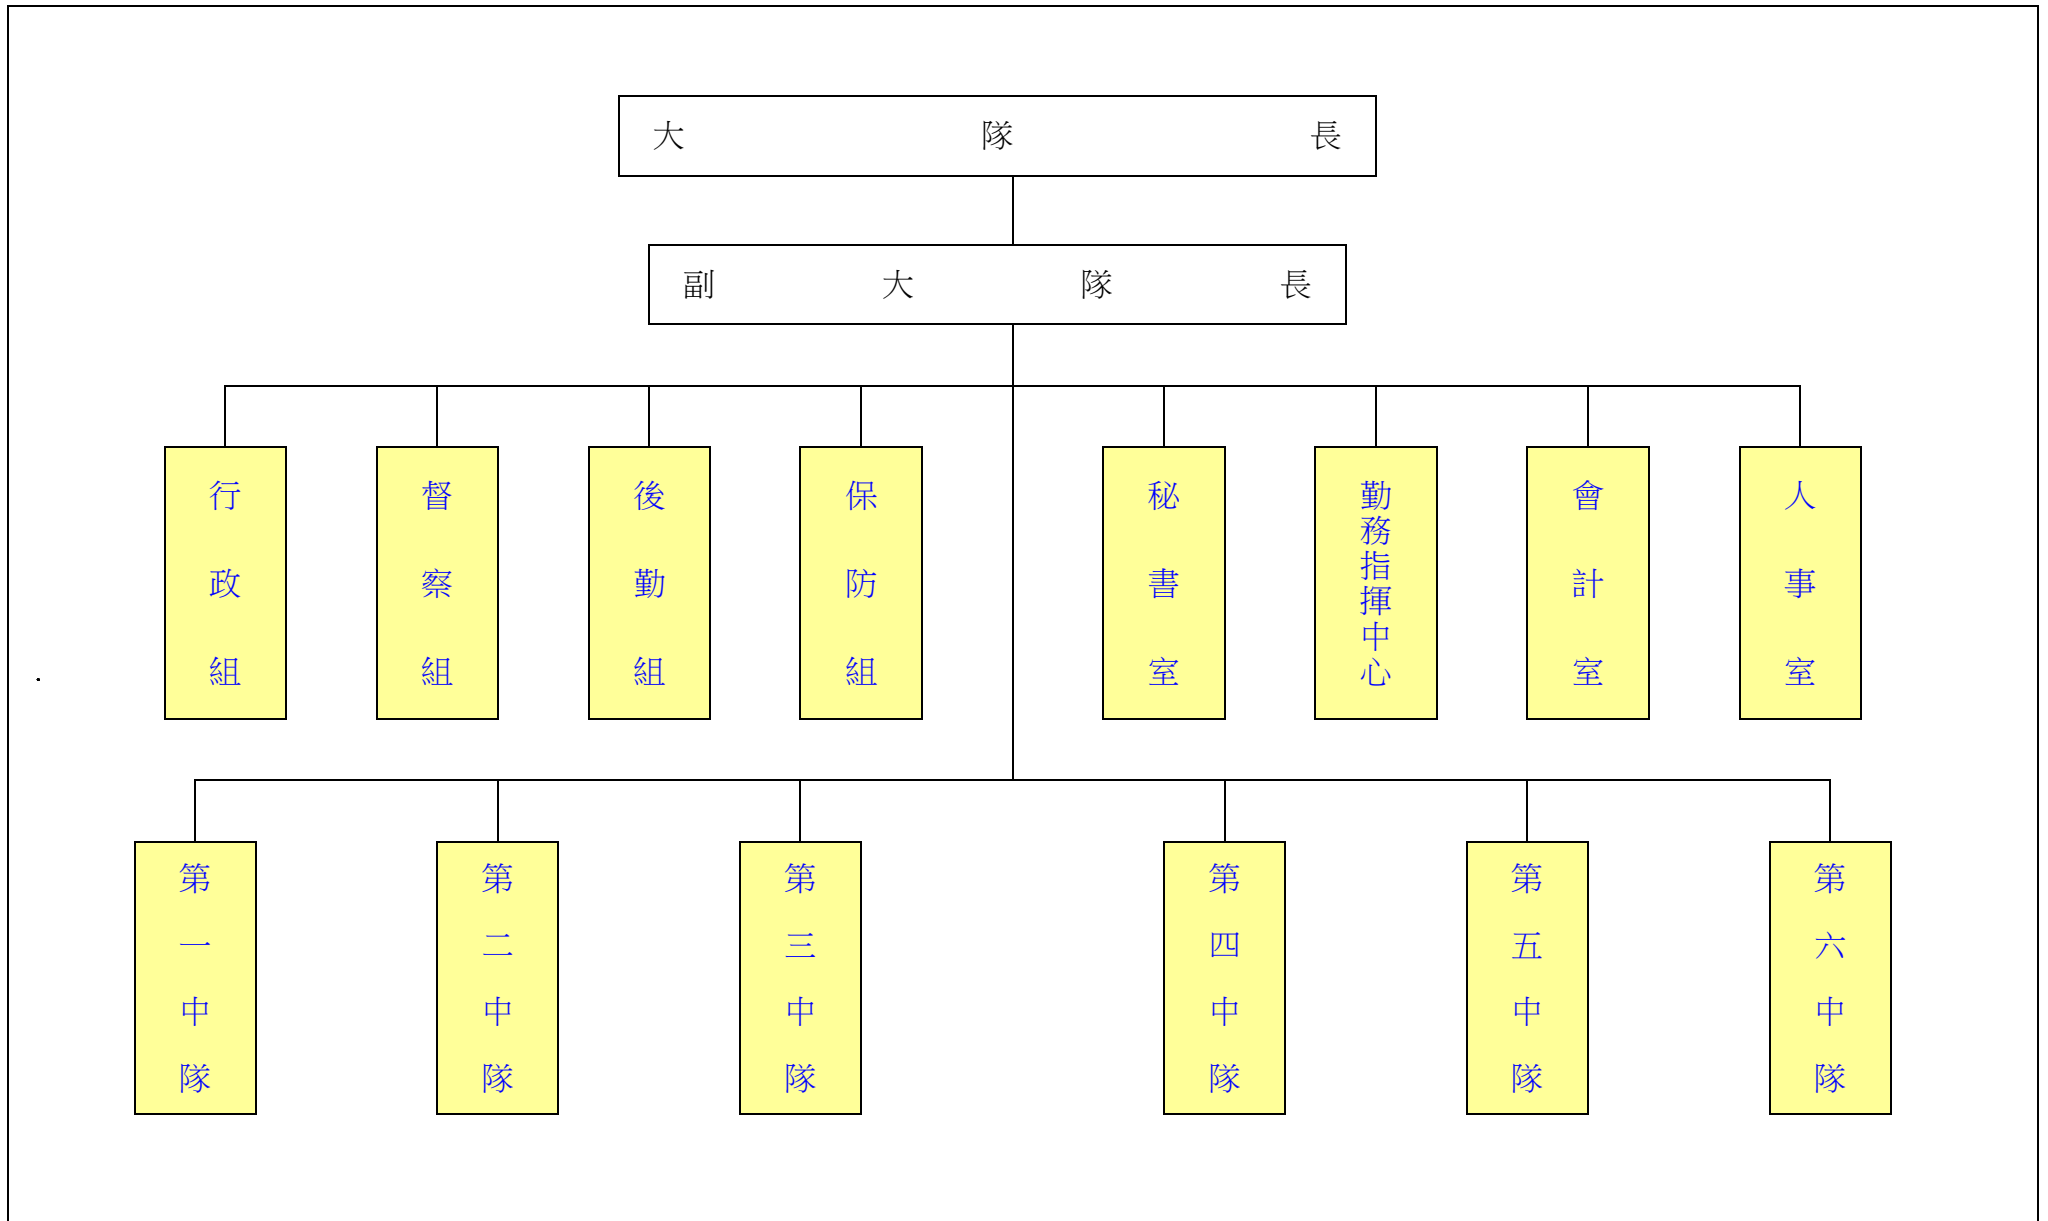 大隊長
副大隊長
行政組
督察組
後勤組
保防組
秘書室
勤務指揮中心
會計室
人事室
第一中隊
第二中隊
第三中隊
第四中隊
第五中隊
第六中隊